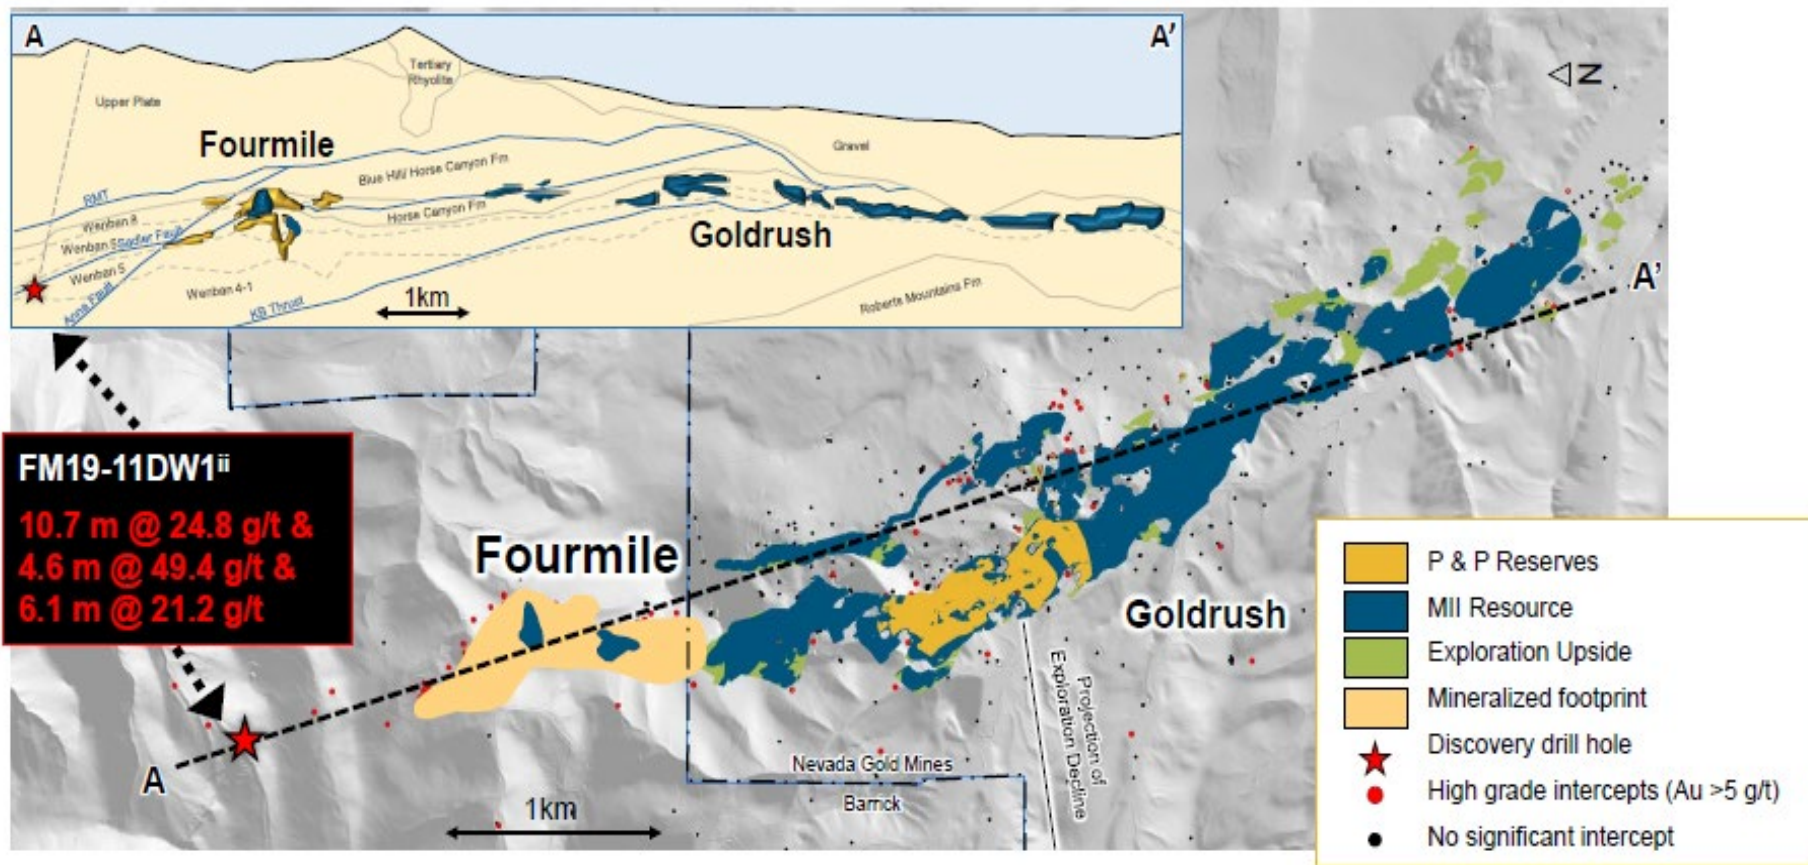 A
A'
Tertiary
Rhyolite
Upper Plate
Fourmile
Gravel
Blue Hill/ Horse Canyon Fm
RMT
Wenban 8
Horse Canyon Fm
Wenban 5
Sadler Fault
Goldrush
Wenban 5
Wenban 4-1
Anna Fault
KB Thrust
1km
Roberts Mountains Fm
N
A'
FM19-11DW1ii
10.7 m @ 24.8 g/t &
4.6 m @ 49.4 g/t &
6.1 m @ 21.2 g/t
Fourmile
Goldrush
Projection of
Exploration Decline
A
Nevada Gold Mines
Barrick
1km
P & P Reserves
MII Resource
Exploration Upside
Mineralized footprint
Discovery drill hole
High grade intercepts (Au >5 g/t)
No significant intercept